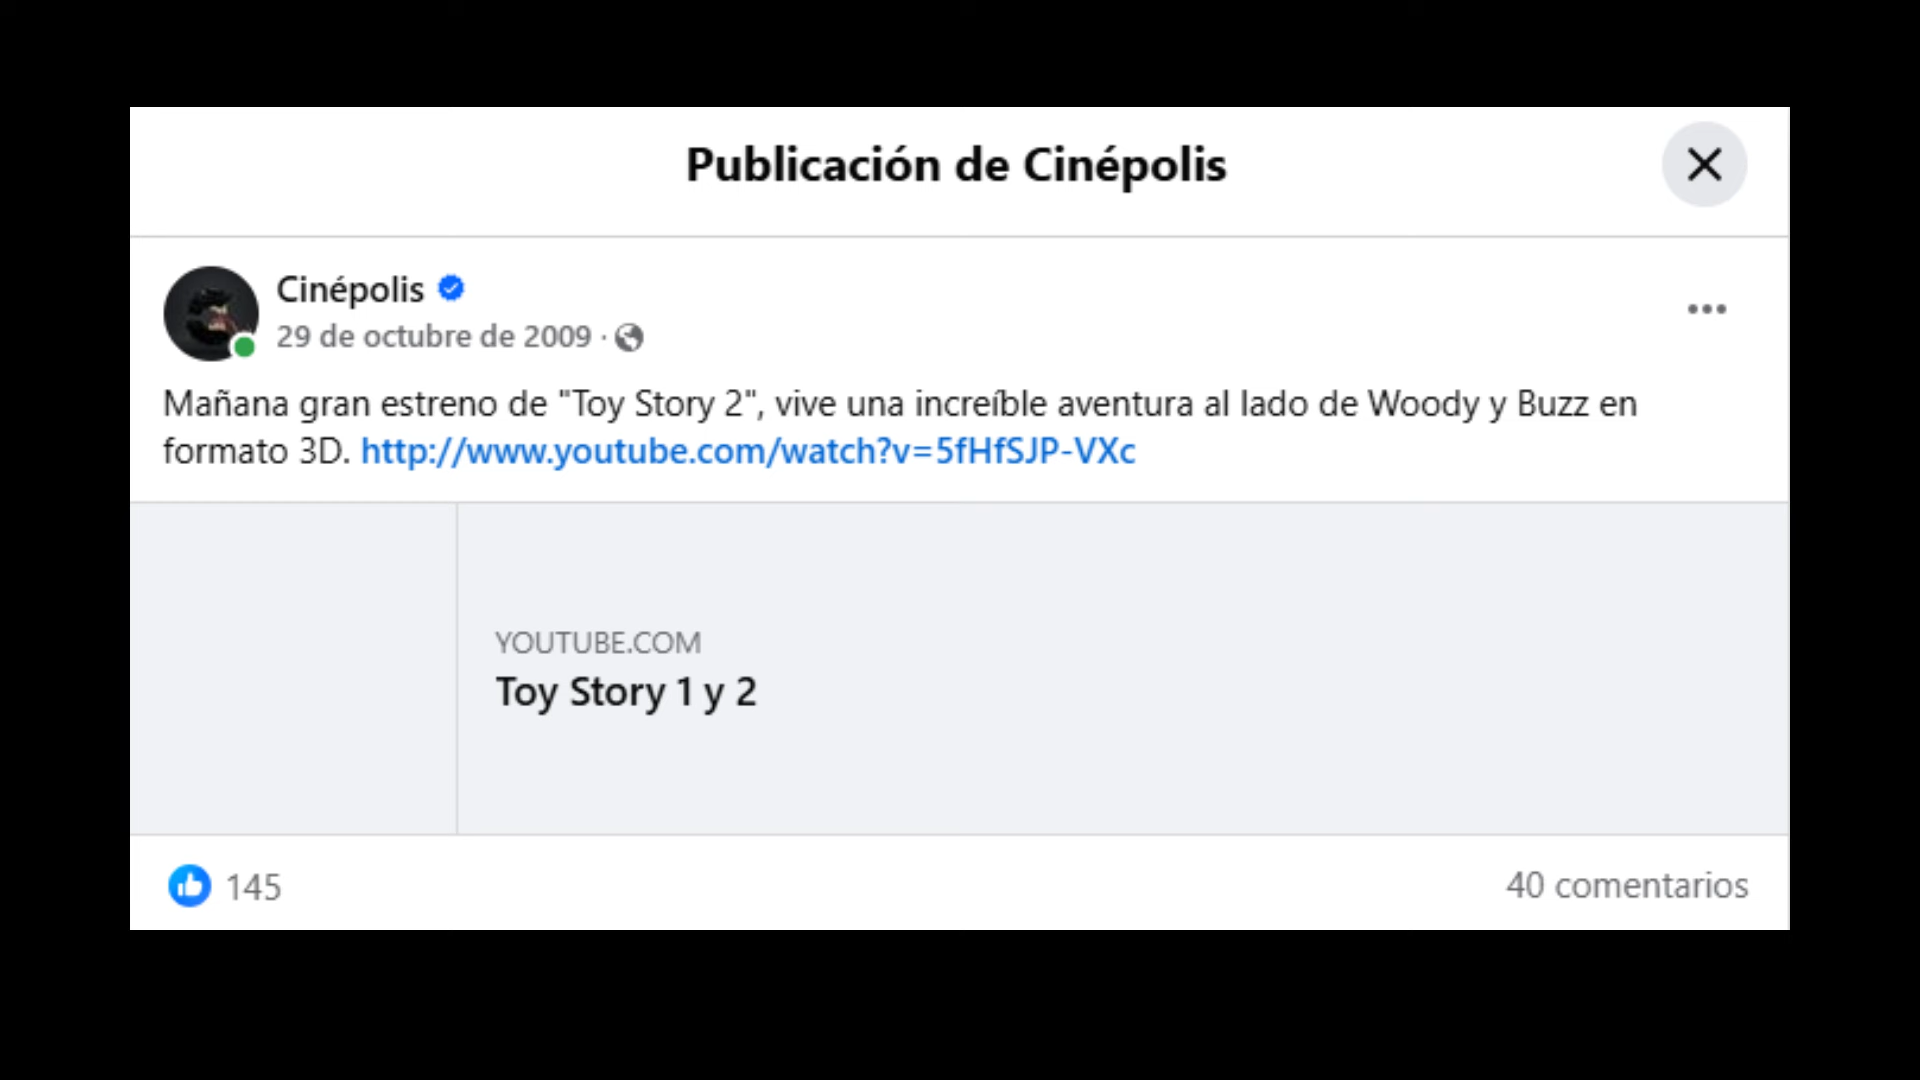 Publicación de Cinépolis
Cinépolis
29 de octubre de 2009 ·
Mañana gran estreno de "Toy Story 2", vive una increíble aventura al lado de Woody y Buzz en
formato 3D. http://www.youtube.com/watch?v=5fHfSJP-VXc
YOUTUBE.COM
Toy Story 1 y 2
145
40 comentarios